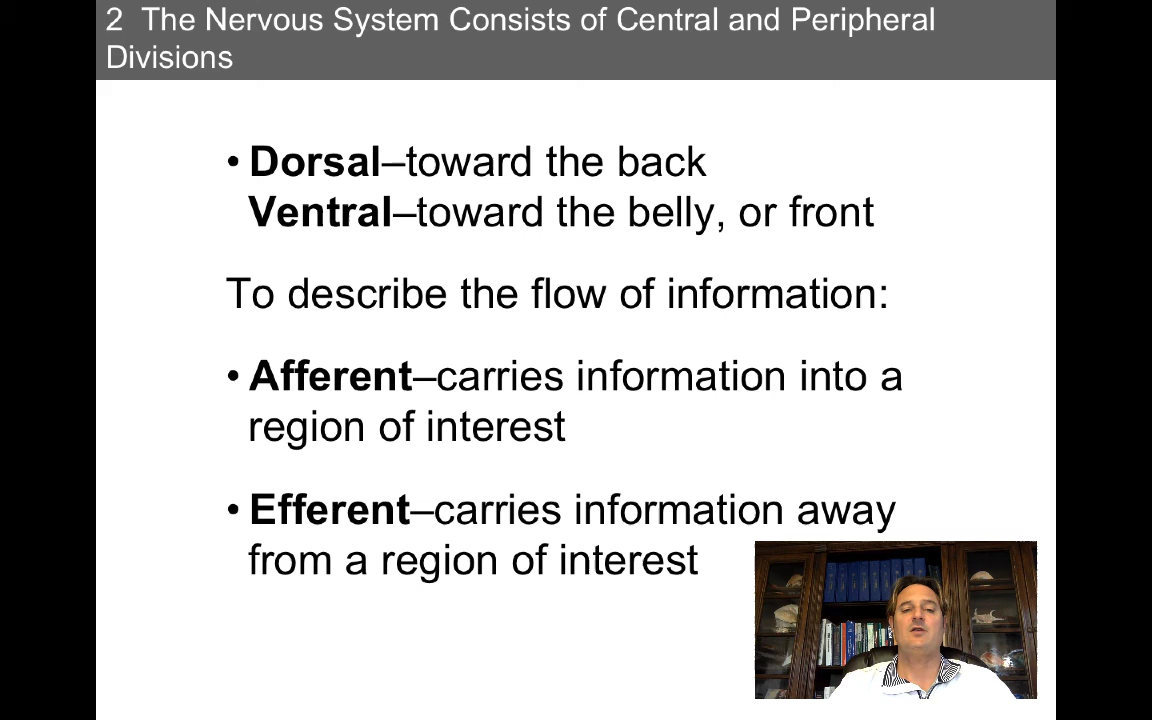 2 The Nervous System Consists of Central and Peripheral
Divisions
• Dorsal–toward the back
Ventral–toward the belly, or front
To describe the flow of information:
• Afferent–carries information into a
region of interest
• Efferent–carries information away
from a region of interest